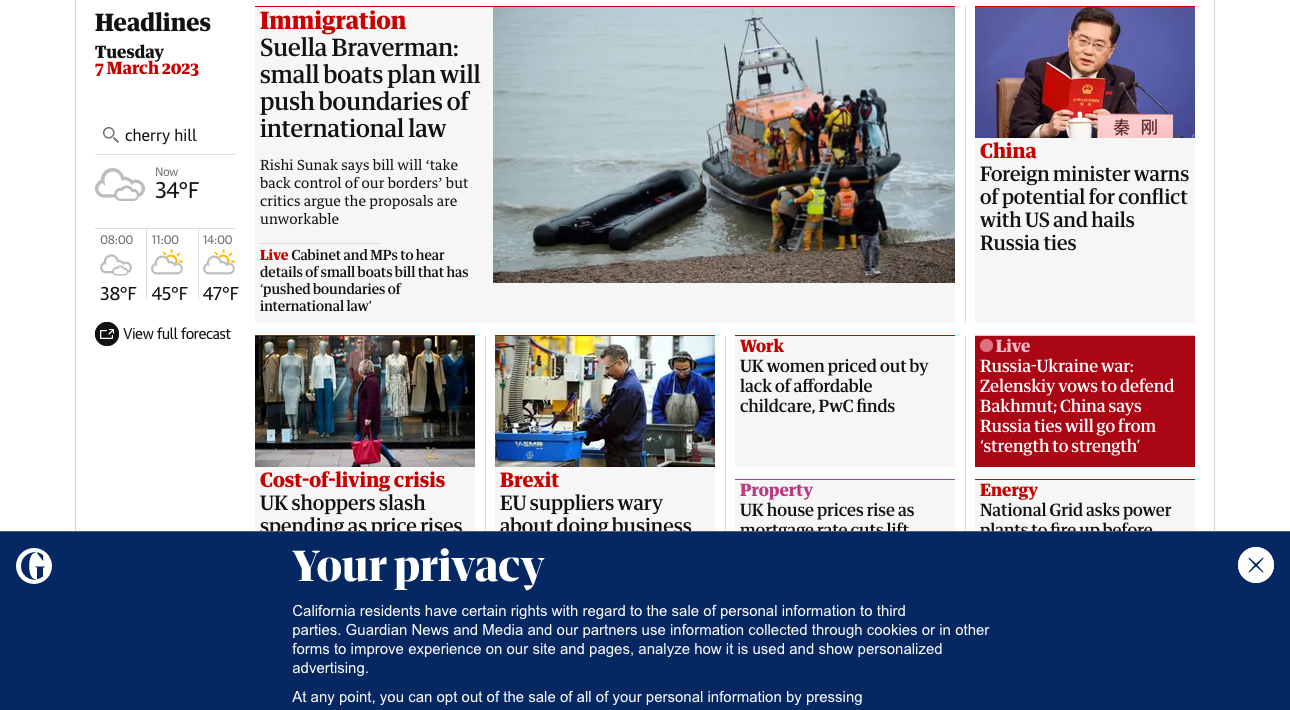 Headlines
Tuesday
7 March 2023
cherry hill
Now
34°F
08:00
11:00
14:00
38°F
45°F
47°F
View full forecast
Immigration
Suella Braverman:
small boats plan will
push boundaries of
international law
Rishi Sunak says bill will ‘take
back control of our borders’ but
critics argue the proposals are
unworkable
Live Cabinet and MPs to hear
details of small boats bill that has
‘pushed boundaries of
international law’
秦 刚
China
Foreign minister warns
of potential for conflict
with US and hails
Russia ties
Cost-of-living crisis
UK shoppers slash
spending as price rises
V-SMR
Brexit
EU suppliers wary
about doing business
Work
UK women priced out by
lack of affordable
childcare, PwC finds
Property
UK house prices rise as
mortgage rate cuts lift
Live
Russia-Ukraine war:
Zelenskiy vows to defend
Bakhmut; China says
Russia ties will go from
‘strength to strength’
Energy
National Grid asks power
plants to fire up before
G
Your privacy
California residents have certain rights with regard to the sale of personal information to third
parties. Guardian News and Media and our partners use information collected through cookies or in other
forms to improve experience on our site and pages, analyze how it is used and show personalized
advertising.
At any point, you can opt out of the sale of all of your personal information by pressing